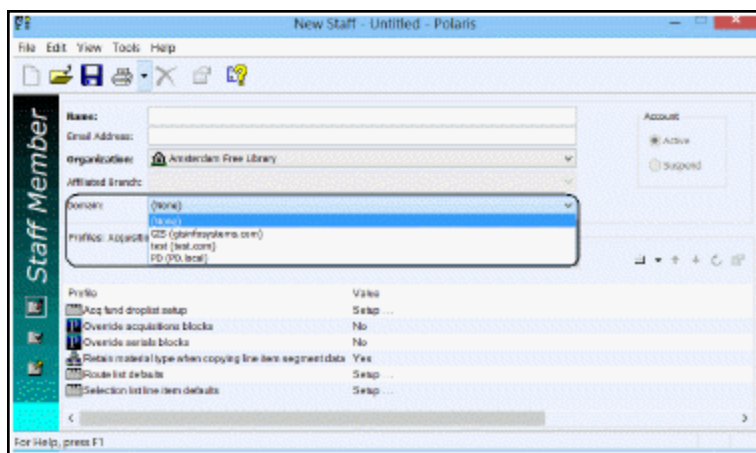 New Staff - Untitled - Polaris
File Edit View Tools Help
Staff Member
Name:
Email Address:
Organization: Amsterdam Free Library
Affiliated Branch:
Account
Active
Suspend
Domain: (None)
(None)
GIS (gisinfosystems.com)
test (test.com)
PD (PD.local)
Profiles: Acquisitio
Profile Value
Acq fund droplist setup Setup ...
Override acquisitions blocks No
Override serials blocks No
Retain material type when copying line item segment data Yes
Route list defaults Setup ...
Selection list line item defaults Setup ...
For Help, press F1